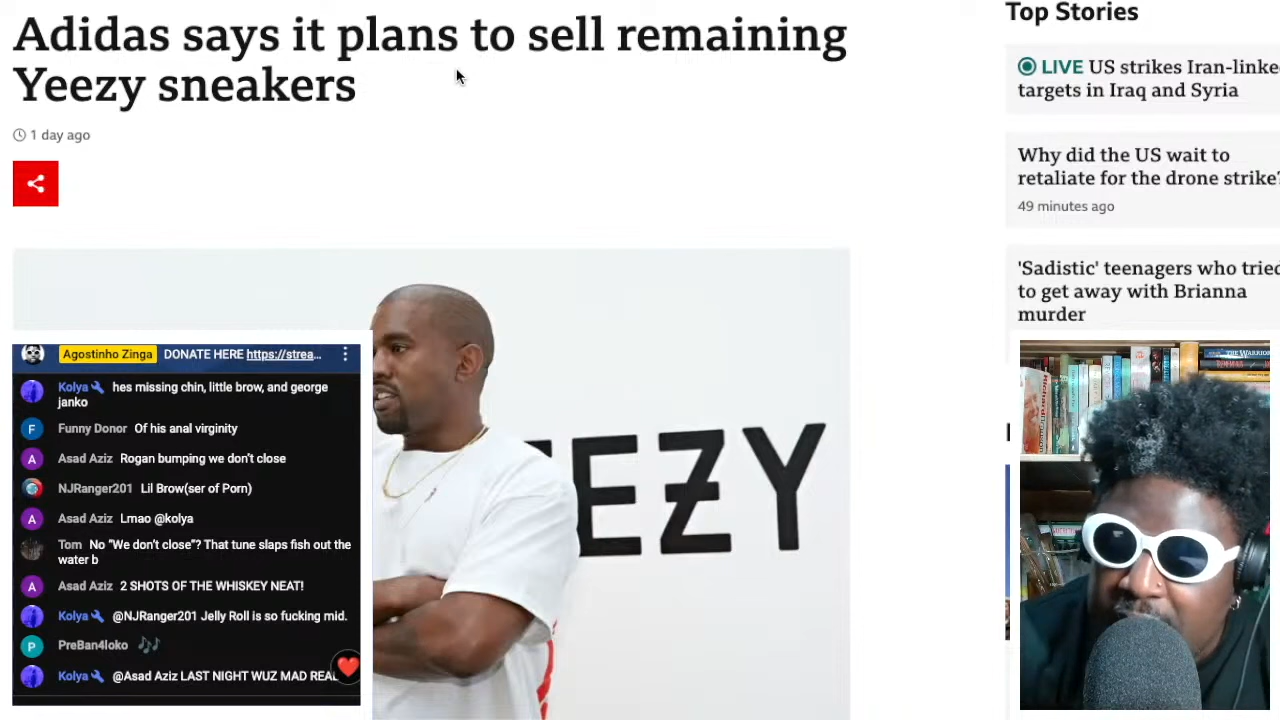 Adidas says it plans to sell remaining
Yeezy sneakers
1 day ago
EEZY
Top Stories
LIVE US strikes Iran-linke
targets in Iraq and Syria
Why did the US wait to
retaliate for the drone strike?
49 minutes ago
'Sadistic' teenagers who tried
to get away with Brianna
murder
Agostinho Zinga DONATE HERE https://strea...
Kolya hes missing chin, little brow, and george
janko
F Funny Donor Of his anal virginity
A Asad Aziz Rogan bumping we don't close
NJRanger201 Lil Brow(ser of Porn)
A Asad Aziz Lmao @kolya
Tom No "We don't close"? That tune slaps fish out the
water b
A Asad Aziz 2 SHOTS OF THE WHISKEY NEAT!
Kolya @NJRanger201 Jelly Roll is so fucking mid.
P PreBan4loko
Kolya @Asad Aziz LAST NIGHT WUZ MAD REAL
THE WARRIOR